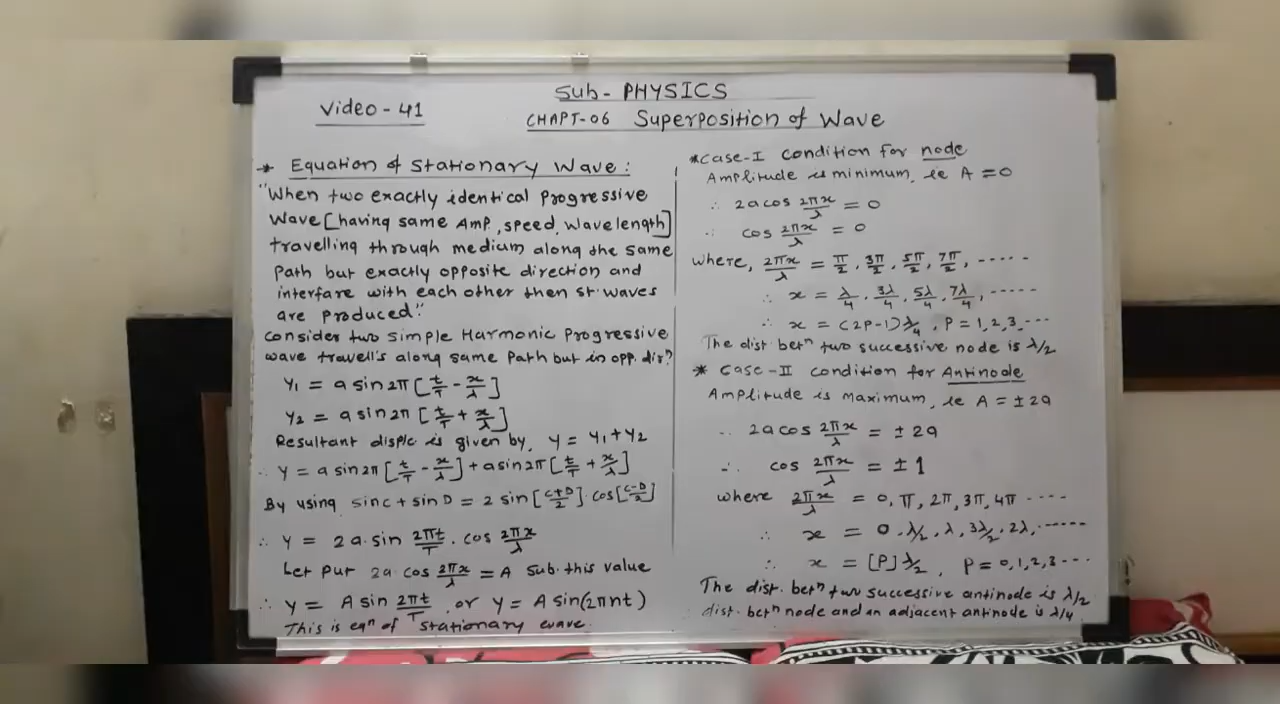 Sub- PHYSICS
Video - 41
CHAPT-06 Superposition of Wave
* Equation of Stationary Wave:
"When two exactly identical Progressive
Wave [having same Amp, speed, Wavelength]
travelling through medium along the same
Path but exactly opposite direction and
interfare with each other then st. waves
are Produced."
Consider two Simple Harmonic Progressive
wave travell's along same Path but in opp. dirⁿ
Y₁ = a sin 2π [t/T - x/λ]
Y₂ = a sin 2π [t/T + x/λ]
Resultant displc is given by, Y = Y₁ + Y₂
∴ Y = a sin 2π [t/T - x/λ] + a sin 2π [t/T + x/λ]
By using sin C + sin D = 2 sin [C+D/2] . cos [C-D/2]
∴ Y = 2 a. sin 2πt/T . cos 2πx/λ
Let Put 2a. cos 2πx/λ = A Sub. this value
∴ Y = A sin 2πt/T , or Y = A sin(2πnt)
This is eqⁿ of Stationary wave.
* Case-I condition for node
Amplitude is minimum, ie A = 0
∴ 2a cos 2πx/λ = 0
∴ cos 2πx/λ = 0
where, 2πx/λ = π/2, 3π/2, 5π/2, 7π/2, -----
∴ x = λ/4, 3λ/4, 5λ/4, 7λ/4, -----
∴ x = (2P-1) λ/4, P = 1, 2, 3, ---
The dist. betⁿ two successive node is λ/2
* Case-II condition for Antinode
Amplitude is maximum, ie A = ± 2a
∴ 2a cos 2πx/λ = ± 2a
∴ cos 2πx/λ = ± 1
where 2πx/λ = 0, π, 2π, 3π, 4π ----
∴ x = 0, λ/2, λ, 3λ/2, 2λ, -----
∴ x = [P] λ/2, P = 0, 1, 2, 3 ---
The dist. betⁿ two successive antinode is λ/2
dist. betⁿ node and an adjacent antinode is λ/4